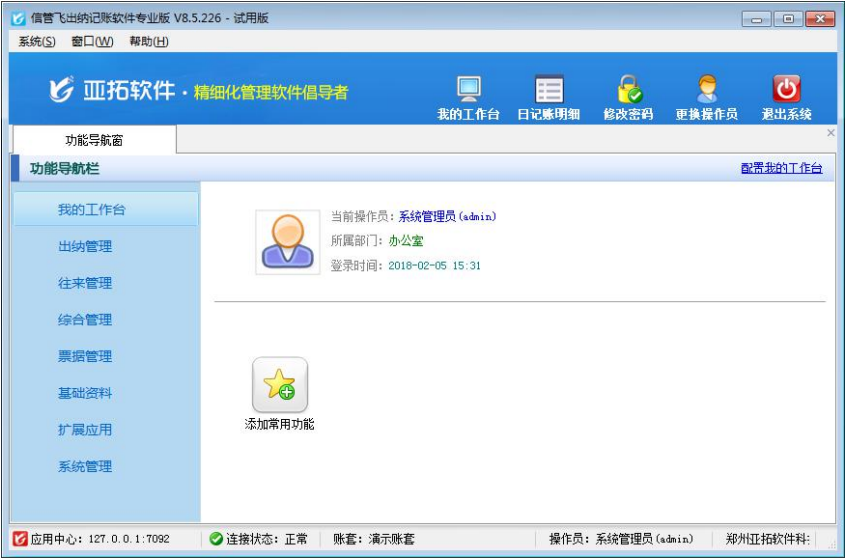 信管飞出纳记账软件专业版 V8.5.226 - 试用版
系统(S) 窗口(W) 帮助(H)
亚拓软件·精细化管理软件倡导者
我的工作台 日记账明细 修改密码 更换操作员 退出系统
功能导航窗
功能导航栏 配置我的工作台
我的工作台
出纳管理
往来管理
综合管理
票据管理
基础资料
扩展应用
系统管理
当前操作员: 系统管理员(admin)
所属部门: 办公室
登录时间: 2018-02-05 15:31
添加常用功能
应用中心: 127.0.0.1:7092 连接状态: 正常 账套: 演示账套 操作员: 系统管理员(admin) 郑州亚拓软件科